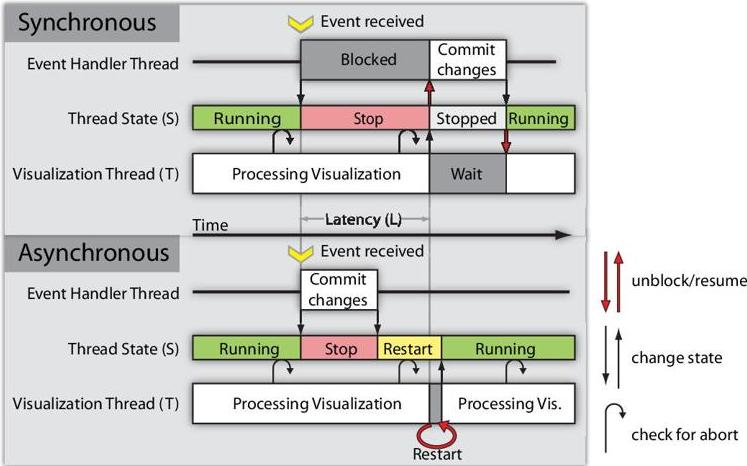 Synchronous
Event received
Event Handler Thread
Blocked
Commit
changes
Thread State (S)
Running
Stop
Stopped
Running
Visualization Thread (T)
Processing Visualization
Wait
Time
Latency (L)
Asynchronous
Event received
Event Handler Thread
Commit
changes
Thread State (S)
Running
Stop
Restart
Running
Visualization Thread (T)
Processing Visualization
Processing Vis.
Restart
unblock/resume
change state
check for abort